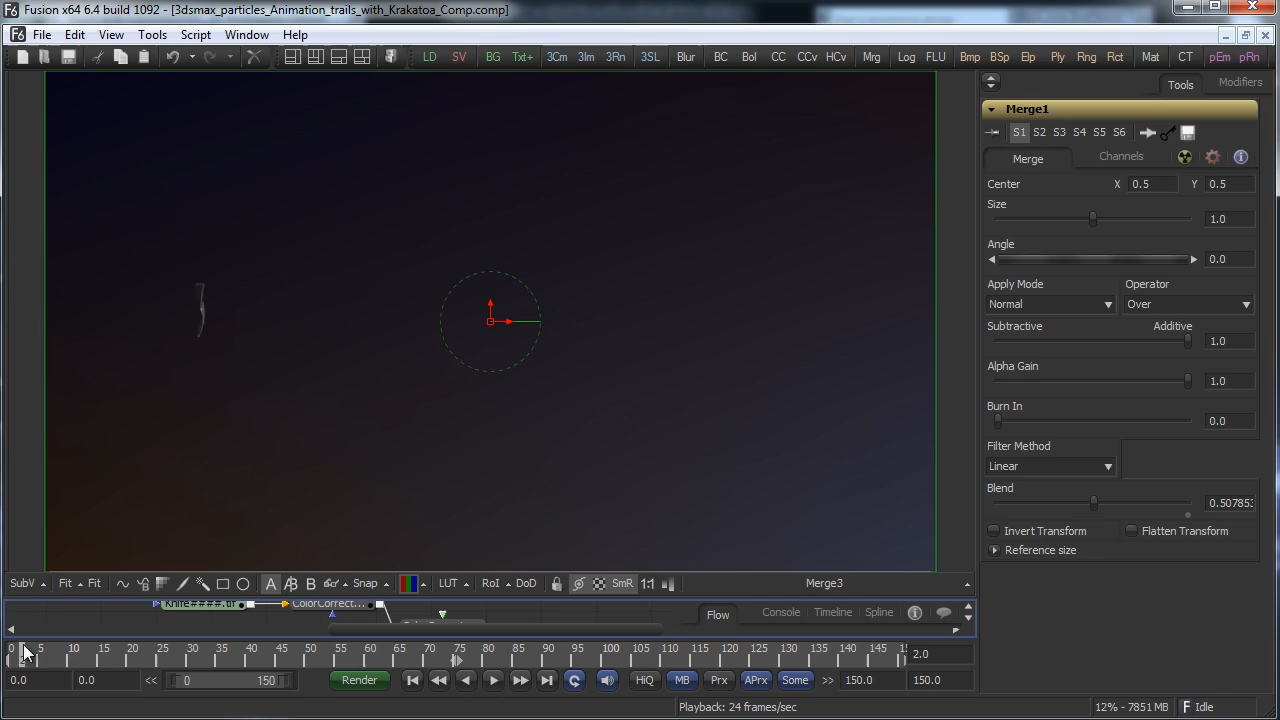 Fusion x64 6.4 build 1092 - [3dsmax_particles_Animation_trails_with_Krakatoa_Comp.comp]
File Edit View Tools Script Window Help
LD SV BG Txt+ 3Cm 3Im 3Rn 3SL Blur BC Bol CC CCv HCv Mrg Log FLU Bmp BSp Elp Ply Rng Rct Mat CT pEm pRn
Tools Modifiers
Merge1
S1 S2 S3 S4 S5 S6
Merge Channels
Center X 0.5 Y 0.5
Size
1.0
Angle
0.0
Apply Mode Operator
Normal Over
Subtractive Additive
1.0
Alpha Gain
1.0
Burn In
0.0
Filter Method
Linear
Blend
0.507853
Invert Transform Flatten Transform
Reference size
SubV Fit Fit A A/B B Snap LUT RoI DoD SmR 1:1 Merge3
Knife####.tif ColorCorrect...
Flow Console Timeline Spline
0 5 10 15 20 25 30 35 40 45 50 55 60 65 70 75 80 85 90 95 100 105 110 115 120 125 130 135 140 145 2.0
0.0 0.0 << 0 150 Render HiQ MB Prx APrx Some >> 150.0 150.0
Playback: 24 frames/sec 12% - 7851 MB Idle